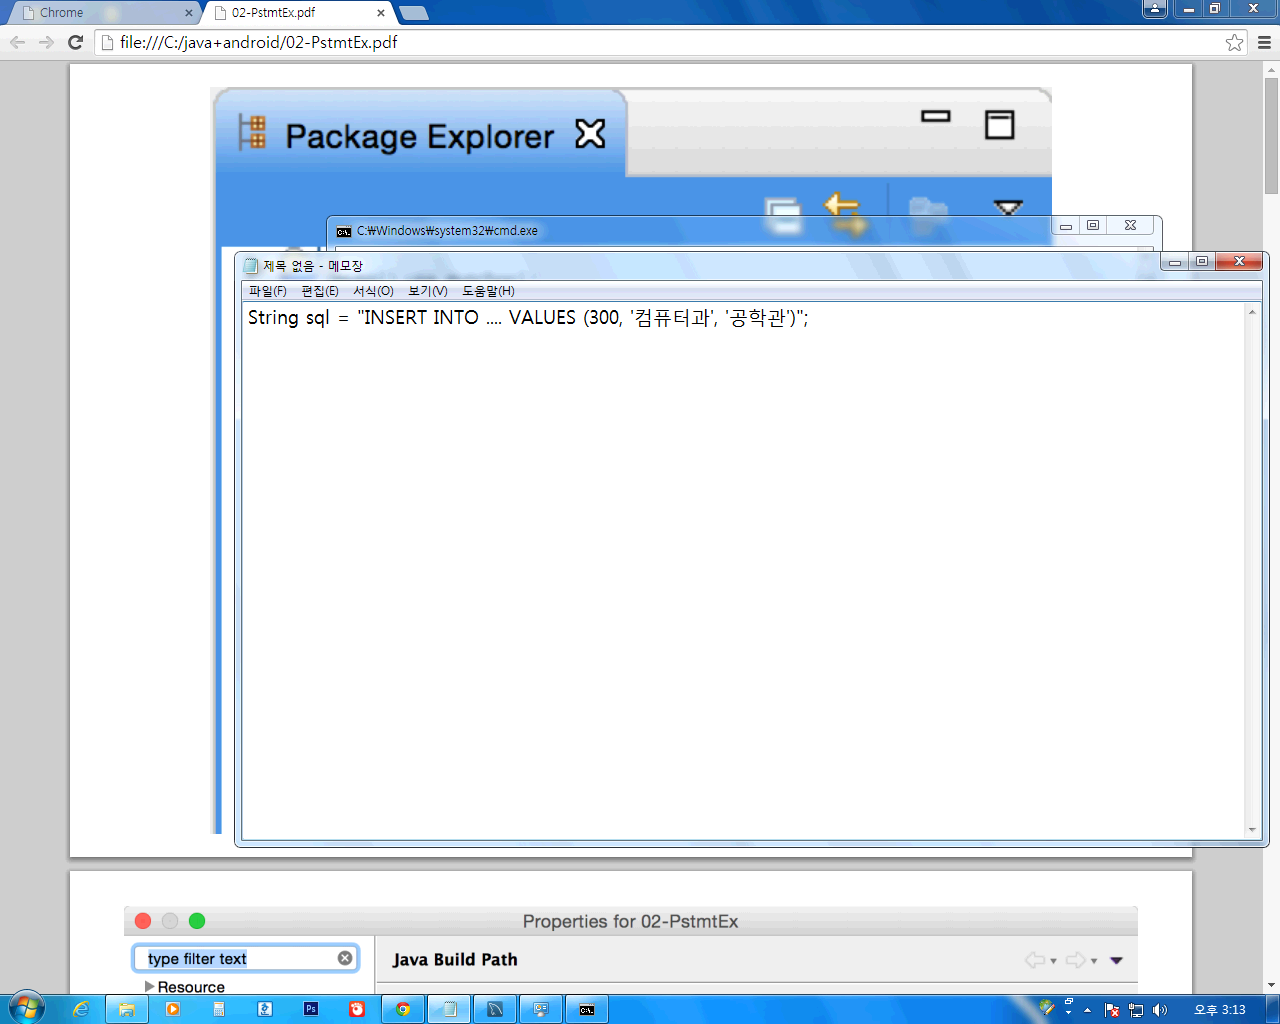 Chrome
02-PstmtEx.pdf
file:///C:/java+android/02-PstmtEx.pdf
Package Explorer
C:\Windows\system32\cmd.exe
제목 없음 - 메모장
파일(F) 편집(E) 서식(O) 보기(V) 도움말(H)
String sql = "INSERT INTO .... VALUES (300, '컴퓨터과', '공학관')";
Properties for 02-PstmtEx
type filter text
Java Build Path
Resource
Ps
C:\.
오후 3:13